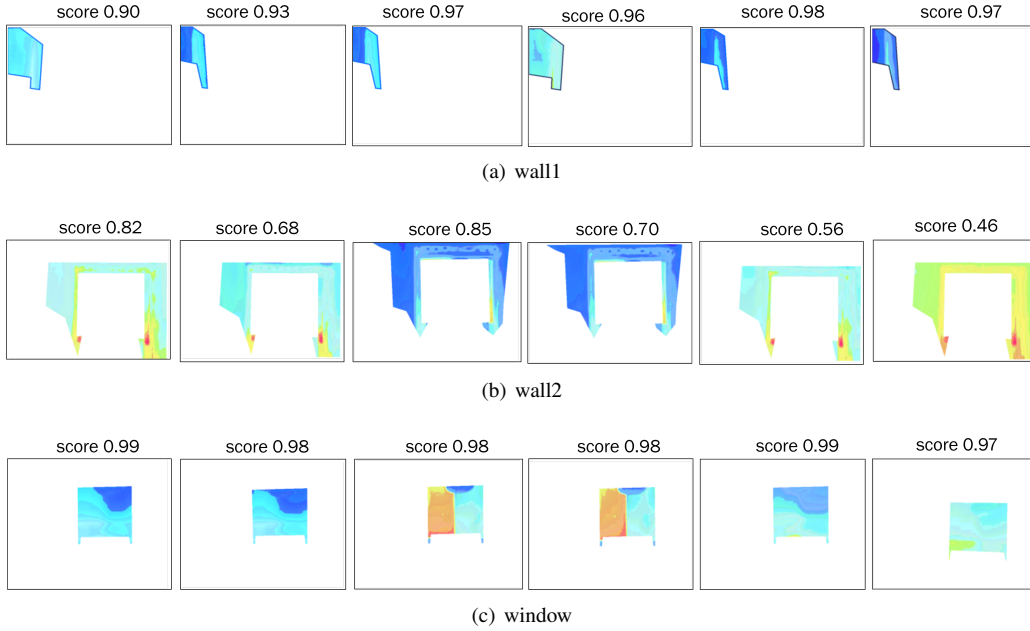 score 0.90 score 0.93 score 0.97 score 0.96 score 0.98 score 0.97
(a) wall1
score 0.82 score 0.68 score 0.85 score 0.70 score 0.56 score 0.46
(b) wall2
score 0.99 score 0.98 score 0.98 score 0.98 score 0.99 score 0.97
(c) window